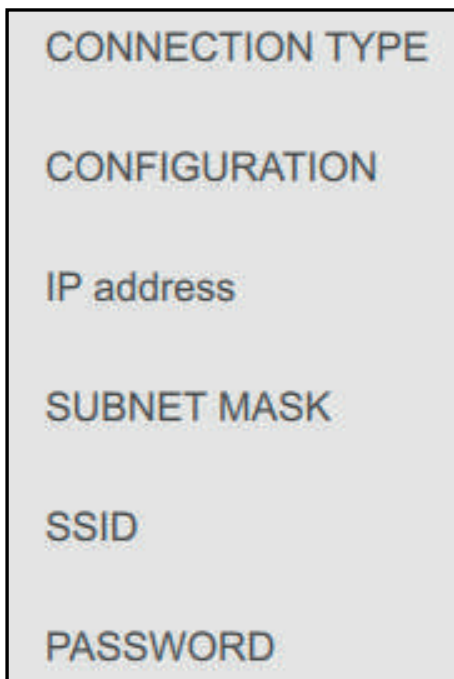 CONNECTION TYPE
CONFIGURATION
IP address
SUBNET MASK
SSID
PASSWORD